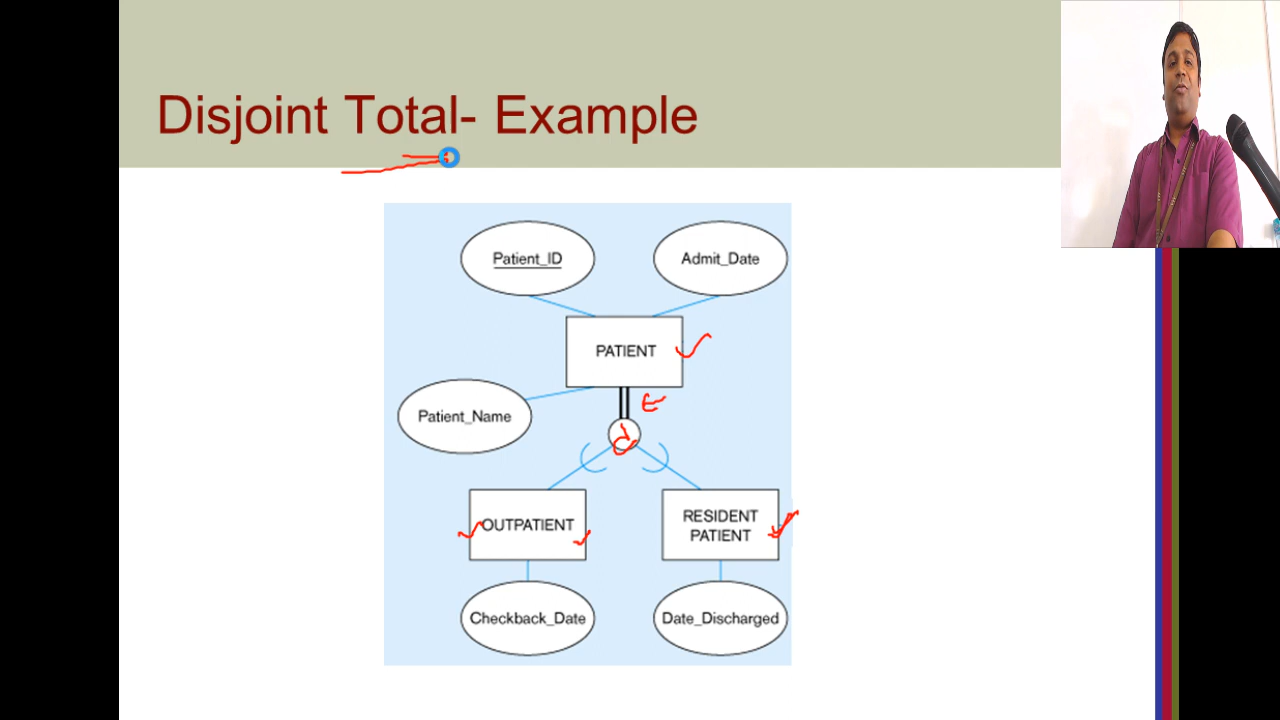 Disjoint Total- Example
Patient_ID
Admit_Date
PATIENT
Patient_Name
d
OUTPATIENT
RESIDENT
PATIENT
Checkback_Date
Date_Discharged